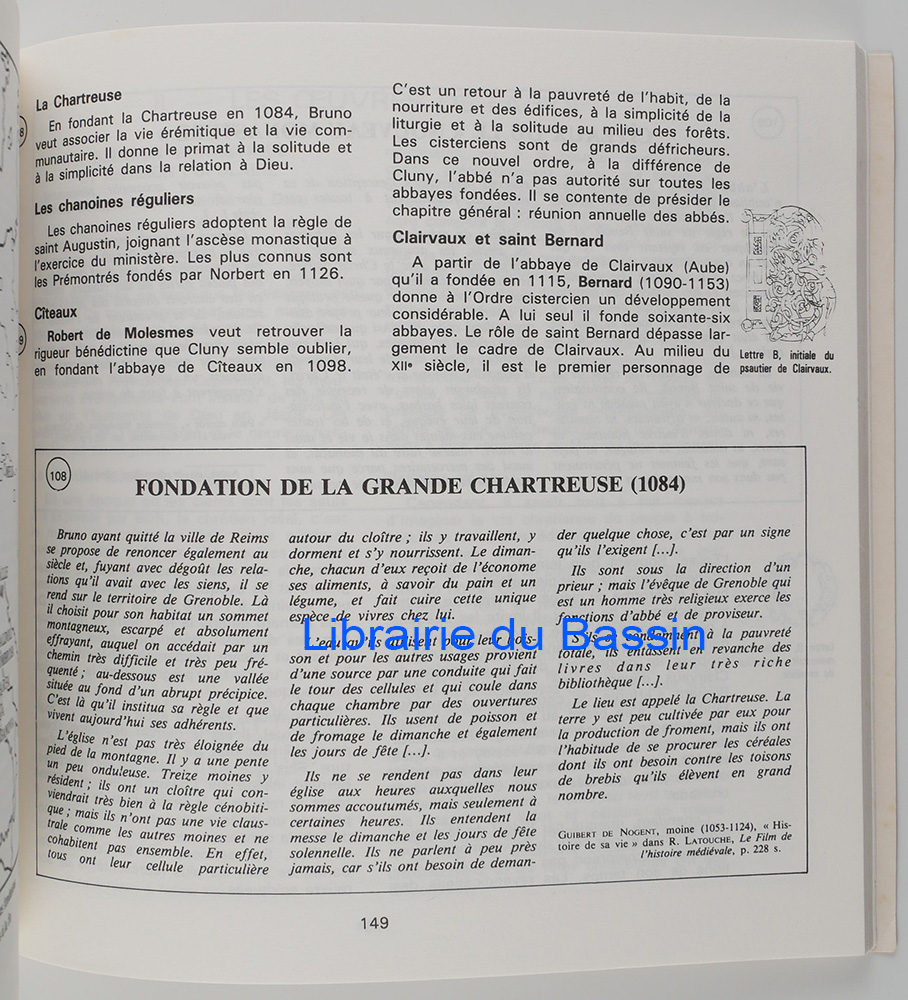 La Chartreuse
En fondant la Chartreuse en 1084, Bruno
veut associer la vie érémitique et la vie com-
munautaire. Il donne le primat à la solitude et
à la simplicité dans la relation à Dieu.
Les chanoines réguliers
Les chanoines réguliers adoptent la règle de
saint Augustin, joignant l'ascèse monastique à
l'exercice du ministère. Les plus connus sont
les Prémontrés fondés par Norbert en 1126.
Cîteaux
Robert de Molesmes veut retrouver la
rigueur bénédictine que Cluny semble oublier,
en fondant l'abbaye de Cîteaux en 1098.
C'est un retour à la pauvreté de l'habit, de la
nourriture et des édifices, à la simplicité de la
liturgie et à la solitude au milieu des forêts.
Les cisterciens sont de grands défricheurs.
Dans ce nouvel ordre, à la différence de
Cluny, l'abbé n'a pas autorité sur toutes les
abbayes fondées. Il se contente de présider le
chapitre général : réunion annuelle des abbés.
Clairvaux et saint Bernard
A partir de l'abbaye de Clairvaux (Aube)
qu'il a fondée en 1115, Bernard (1090-1153)
donne à l'Ordre cistercien un développement
considérable. A lui seul il fonde soixante-six
abbayes. Le rôle de saint Bernard dépasse lar-
gement le cadre de Clairvaux. Au milieu du
XIIe siècle, il est le premier personnage de
Lettre B, initiale du
psautier de Clairvaux.
108
FONDATION DE LA GRANDE CHARTREUSE (1084)
Bruno ayant quitté la ville de Reims
se propose de renoncer également au
siècle et, fuyant avec dégoût les rela-
tions qu'il avait avec les siens, il se
rend sur le territoire de Grenoble. Là
il choisit pour son habitat un sommet
montagneux, escarpé et absolument
effrayant, auquel on accédait par un
chemin très difficile et très peu fré-
quenté ; au-dessous est une vallée
située au fond d'un abrupt précipice.
C'est là qu'il institua sa règle et que
vivent aujourd'hui ses adhérents.
L'église n'est pas très éloignée du
pied de la montagne. Il y a une pente
un peu onduleuse. Treize moines y
résident ; ils ont un cloître qui con-
viendrait très bien à la règle cénobiti-
que ; mais ils n'ont pas une vie claus-
trale comme les autres moines et ne
cohabitent pas ensemble. En effet,
tous ont leur cellule particulière
autour du cloître ; ils y travaillent, y
dorment et s'y nourrissent. Le diman-
che, chacun d'eux reçoit de l'économe
ses aliments, à savoir du pain et un
légume, et fait cuire cette unique
espèce de vivres chez lui.
L'eau qu'ils utilisent pour leur bois-
son et pour les autres usages provient
d'une source par une conduite qui fait
le tour des cellules et qui coule dans
chaque chambre par des ouvertures
particulières. Ils usent de poisson et
de fromage le dimanche et également
les jours de fête [...].
Ils ne se rendent pas dans leur
église aux heures auxquelles nous
sommes accoutumés, mais seulement à
certaines heures. Ils entendent la
messe le dimanche et les jours de fête
solennelle. Ils ne parlent à peu près
jamais, car s'ils ont besoin de deman-
der quelque chose, c'est par un signe
qu'ils l'exigent [...].
Ils sont sous la direction d'un
prieur ; mais l'évêque de Grenoble qui
est un homme très religieux exerce les
fonctions d'abbé et de proviseur.
S'ils se condamnent à la pauvreté
totale, ils entassent en revanche des
livres dans leur très riche
bibliothèque [...].
Le lieu est appelé la Chartreuse. La
terre y est peu cultivée par eux pour
la production de froment, mais ils ont
l'habitude de se procurer les céréales
dont ils ont besoin contre les toisons
de brebis qu'ils élèvent en grand
nombre.
GUIBERT DE NOGENT, moine (1053-1124), « His-
toire de sa vie » dans R. LATOUCHE, Le Film de
l'histoire médiévale, p. 228 s.
Librairie du Bassin
149